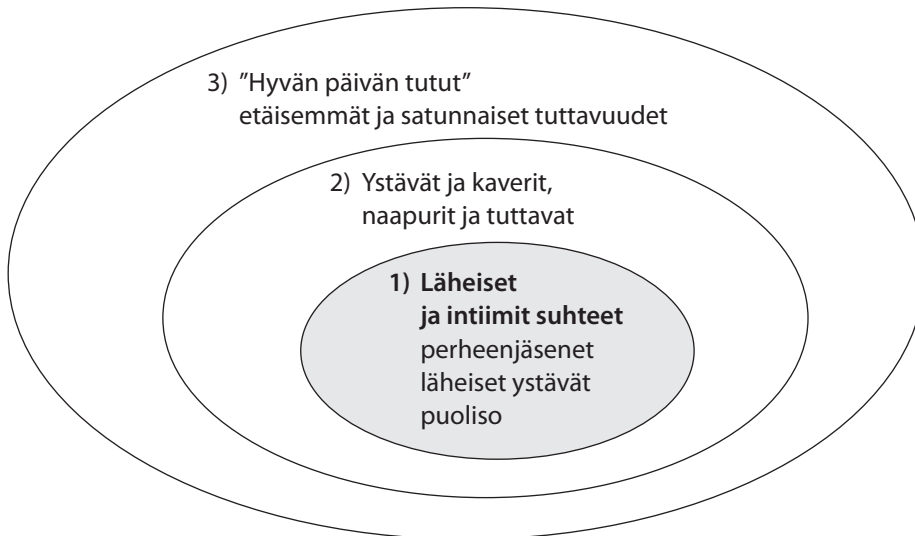 3) ”Hyvän päivän tutut”
etäisemmät ja satunnaiset tuttavuudet
2) Ystävät ja kaverit,
naapurit ja tuttavat
1) Läheiset
ja intiimit suhteet
perheenjäsenet
läheiset ystävät
puoliso